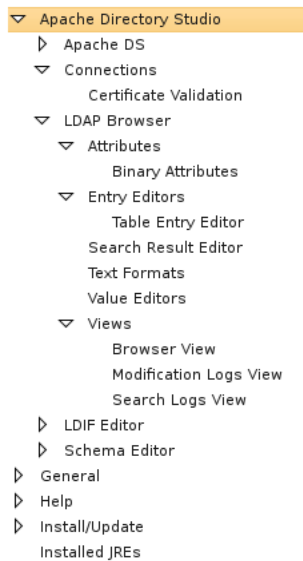 Apache Directory Studio
Apache DS
Connections
Certificate Validation
LDAP Browser
Attributes
Binary Attributes
Entry Editors
Table Entry Editor
Search Result Editor
Text Formats
Value Editors
Views
Browser View
Modification Logs View
Search Logs View
LDIF Editor
Schema Editor
General
Help
Install/Update
Installed JREs